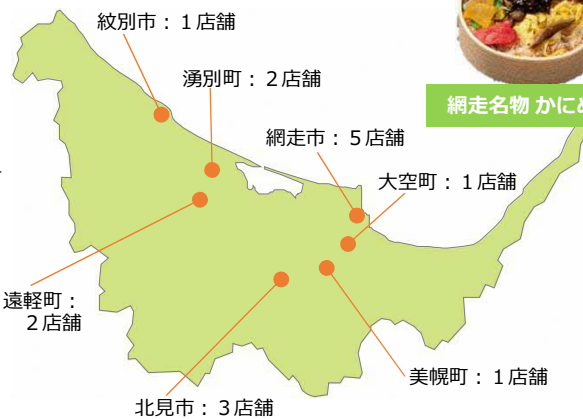 紋別市：１店舗
湧別町：２店舗
網走名物 かにめ
網走市：５店舗
大空町：１店舗
遠軽町：
２店舗
美幌町：１店舗
北見市：３店舗